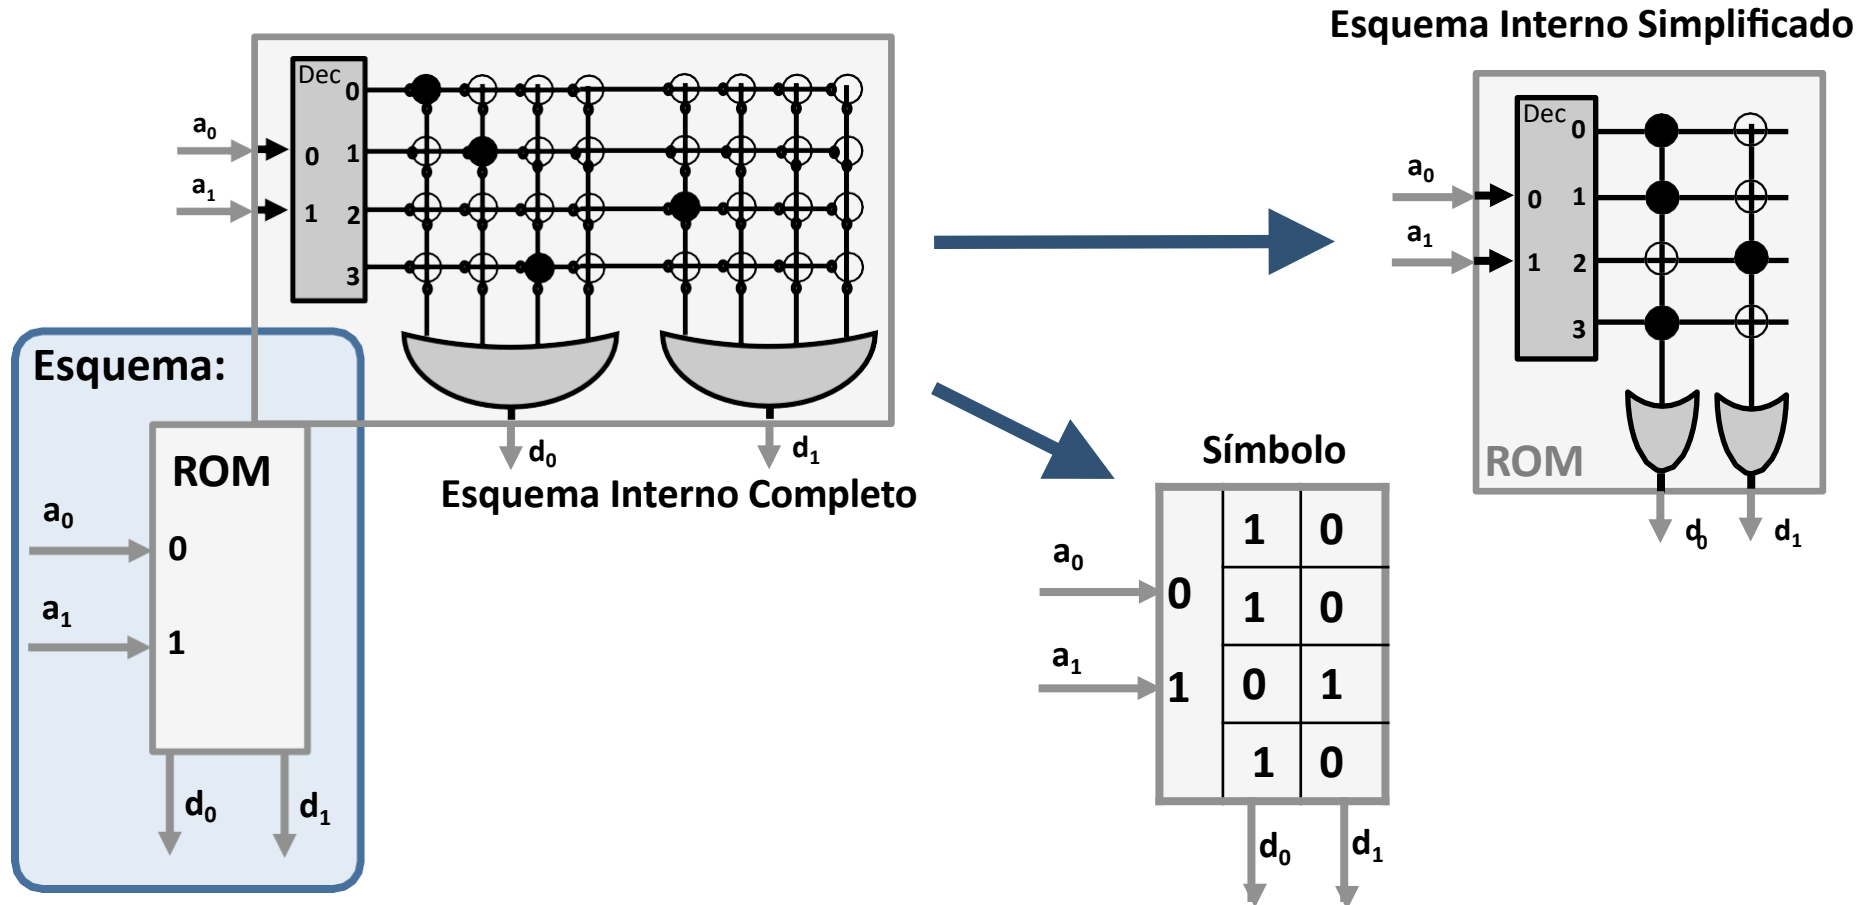 Esquema Interno Simplificado
Dec
0
1
2
3
a0
0
a1
1
d0
d1
Esquema Interno Completo
Esquema:
ROM
a0
0
a1
1
d0
d1
Dec
0
1
2
3
a0
0
a1
1
ROM
d0
d1
Símbolo
a0
0
a1
1
1 0
1 0
0 1
1 0
d0
d1